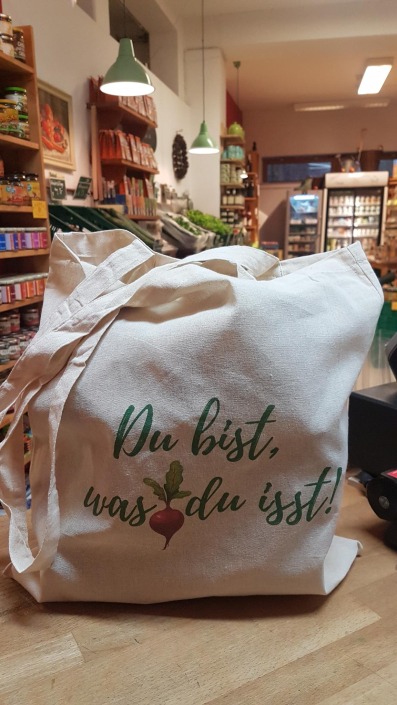 Du bist,
was du isst!